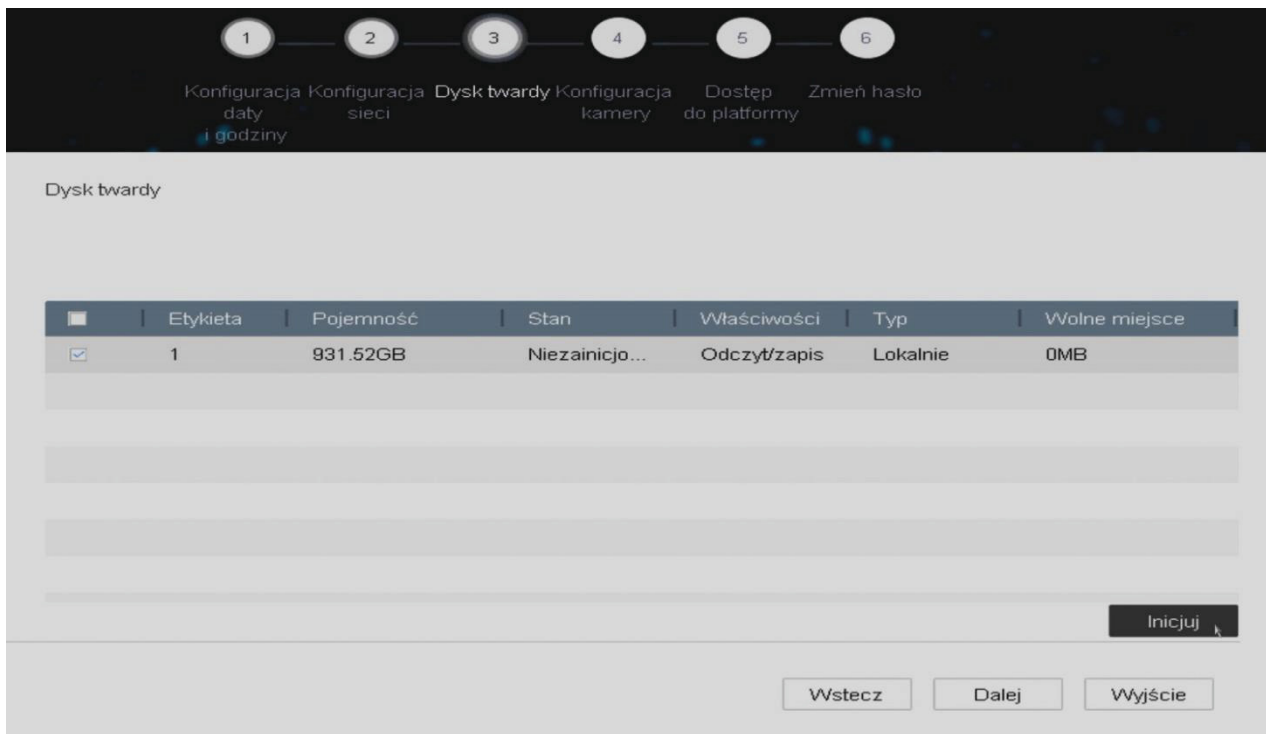 1 2 3 4 5 6
Konfiguracja Konfiguracja Dysk twardy Konfiguracja Dostęp Zmień hasło
daty sieci kamery do platformy
i godziny
Dysk twardy
Etykieta Pojemność Stan Właściwości Typ Wolne miejsce
1 931.52GB Niezainicjo... Odczyt/zapis Lokalnie 0MB
Inicjuj
Wstecz Dalej Wyjście